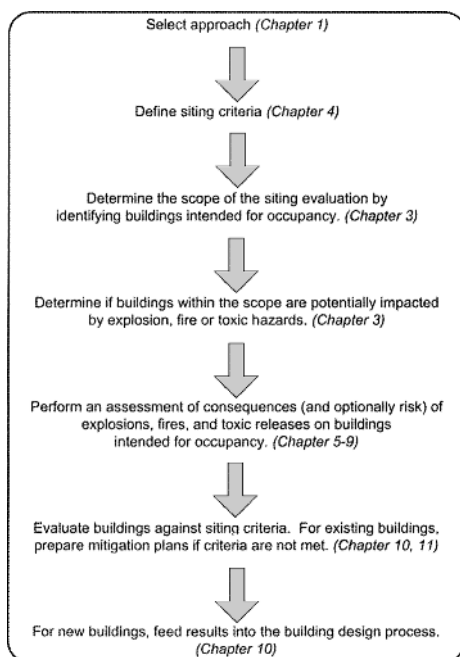 Select approach (Chapter 1)
Define siting criteria (Chapter 4)
Determine the scope of the siting evaluation by
identifying buildings intended for occupancy. (Chapter 3)
Determine if buildings within the scope are potentially impacted
by explosion, fire or toxic hazards. (Chapter 3)
Perform an assessment of consequences (and optionally risk) of
explosions, fires, and toxic releases on buildings
intended for occupancy. (Chapter 5-9)
Evaluate buildings against siting criteria. For existing buildings,
prepare mitigation plans if criteria are not met. (Chapter 10, 11)
For new buildings, feed results into the building design process.
(Chapter 10)